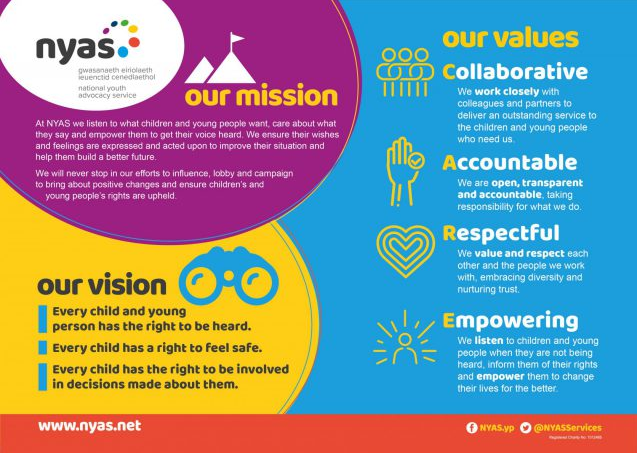 nyas
gwasanaeth eiriolaeth
ieuenctid cenedlaethol
national youth
advocacy service
our mission
At NYAS we listen to what children and young people want, care about what
they say and empower them to get their voice heard. We ensure their wishes
and feelings are expressed and acted upon to improve their situation and
help them build a better future.
We will never stop in our efforts to influence, lobby and campaign
to bring about positive changes and ensure children's and
young people's rights are upheld.
our vision
Every child and young
person has the right to be heard.
Every child has a right to feel safe.
Every child has the right to be involved
in decisions made about them.
our values
Collaborative
We work closely with
colleagues and partners to
deliver an outstanding service to
the children and young people
who need us.
Accountable
We are open, transparent
and accountable, taking
responsibility for what we do.
Respectful
We value and respect each
other and the people we work
with, embracing diversity and
nurturing trust.
Empowering
We listen to children and young
people when they are not being
heard, inform them of their rights
and empower them to change
their lives for the better.
www.nyas.net
NYAS.yp @NYASServices
Registered Charity No: